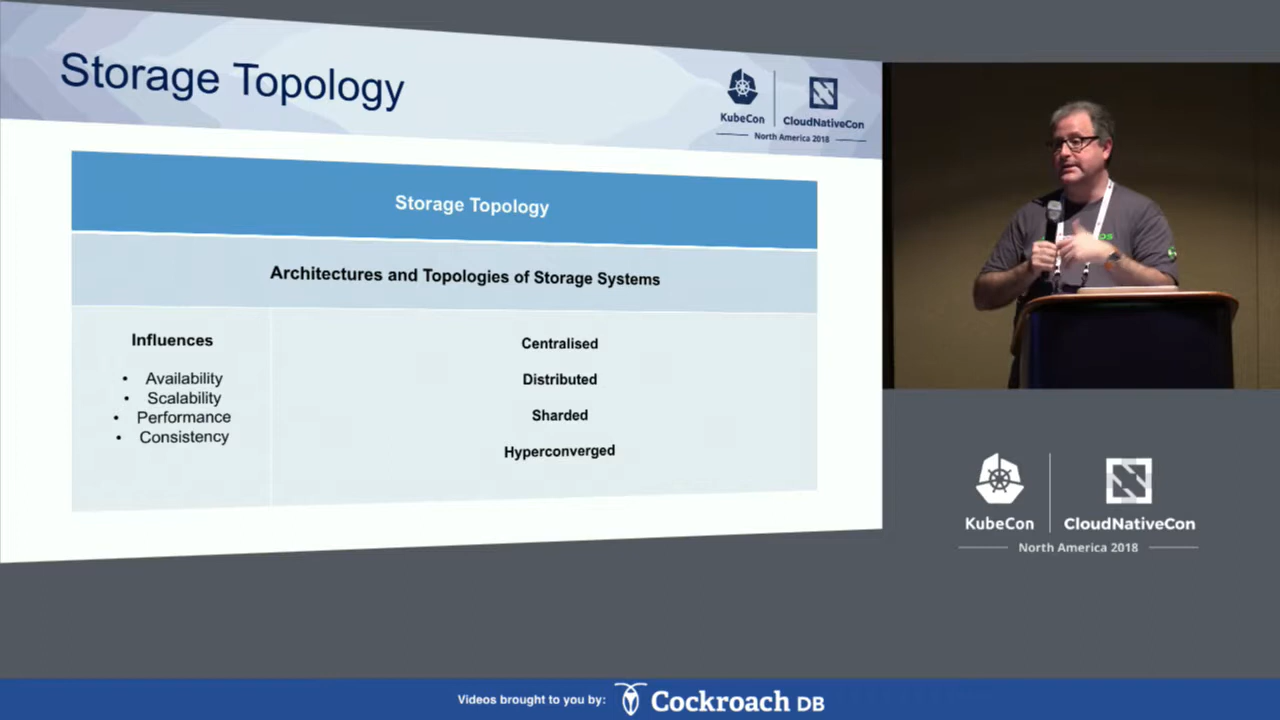 Storage Topology
KubeCon
CloudNativeCon
North America 2018
Storage Topology
Architectures and Topologies of Storage Systems
Influences
• Availability
• Scalability
• Performance
• Consistency
Centralised
Distributed
Sharded
Hyperconverged
KubeCon
CloudNativeCon
North America 2018
Videos brought to you by:
Cockroach DB